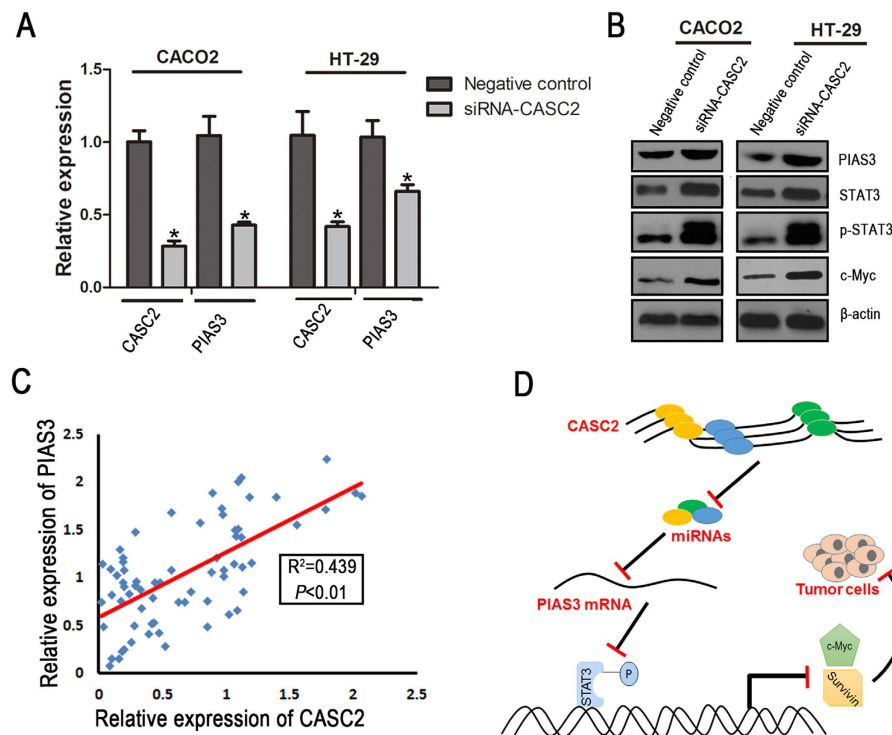 A
CACO2
HT-29
Negative control
siRNA-CASC2
Relative expression
1.5
1.0
0.5
0.0
*
*
*
*
CASC2
PIAS3
CASC2
PIAS3
B
CACO2
HT-29
Negative control
siRNA-CASC2
Negative control
siRNA-CASC2
PIAS3
STAT3
p-STAT3
c-Myc
β-actin
C
Relative expression of PIAS3
2.5
2
1.5
1
0.5
0
R²=0.439
P<0.01
0
0.5
1
1.5
2
2.5
Relative expression of CASC2
D
CASC2
miRNAs
PIAS3 mRNA
Tumor cells
STAT3
P
c-Myc
Survivin